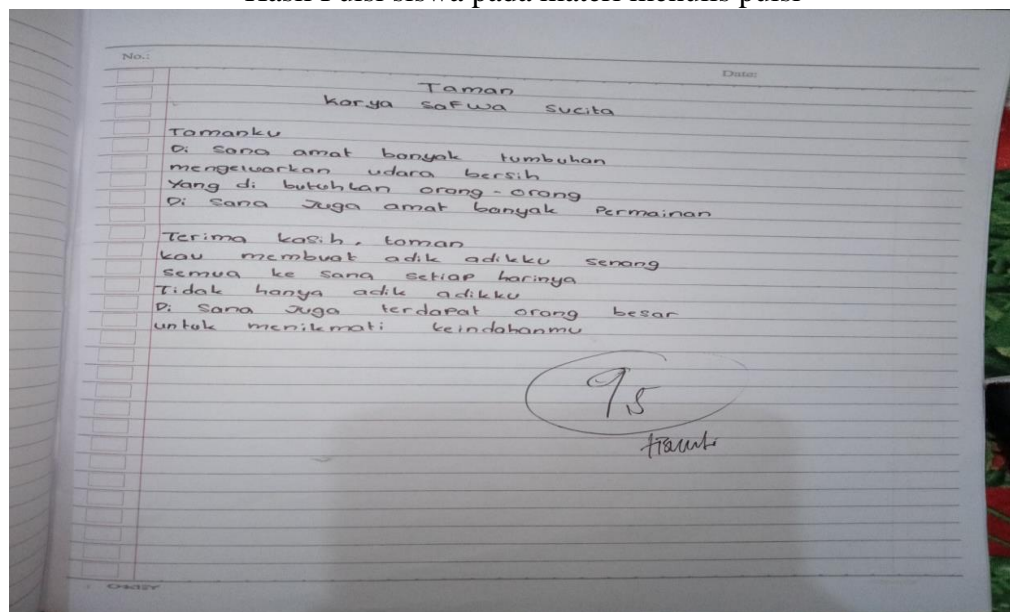 Hasil Puisi siswa pada materi menulis puisi
No.:
Date:
Taman
Karya Safwa Sucita
Tamanku
Di sana amat banyak tumbuhan
mengeluarkan udara bersih
Yang di butuhkan orang-orang
Di sana Juga amat banyak Permainan
Terima kasih, taman
kau membuat adik adikku senang
semua ke sana setiap harinya
Tidak hanya adik adikku
Di sana Juga terdapat orang besar
untuk menikmati keindahanmu
95